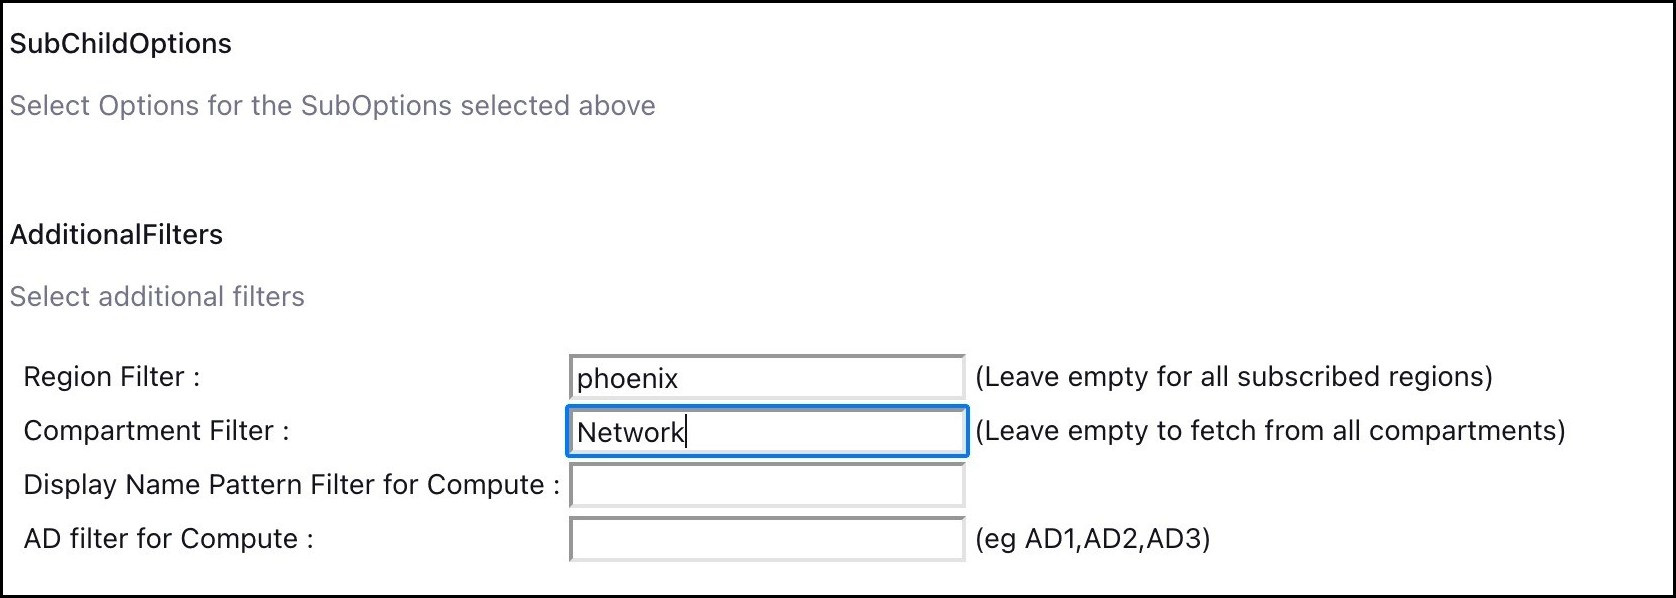 SubChildOptions
Select Options for the SubOptions selected above
AdditionalFilters
Select additional filters
Region Filter : phoenix (Leave empty for all subscribed regions)
Compartment Filter : Network (Leave empty to fetch from all compartments)
Display Name Pattern Filter for Compute :
AD filter for Compute : (eg AD1,AD2,AD3)